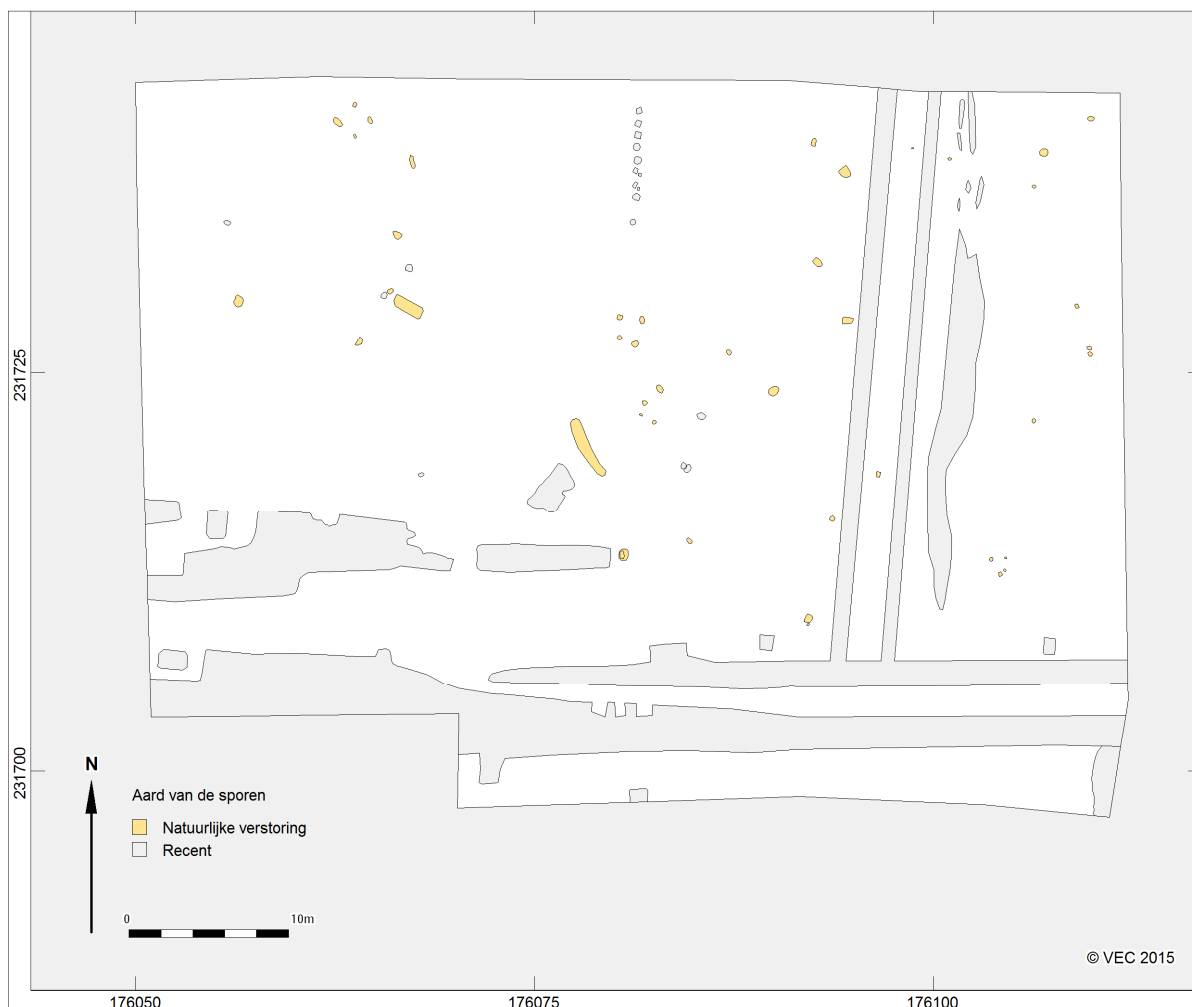 231725
231700
N
Aard van de sporen
Natuurlijke verstoring
Recent
0 10m
© VEC 2015
176050 176075 176100